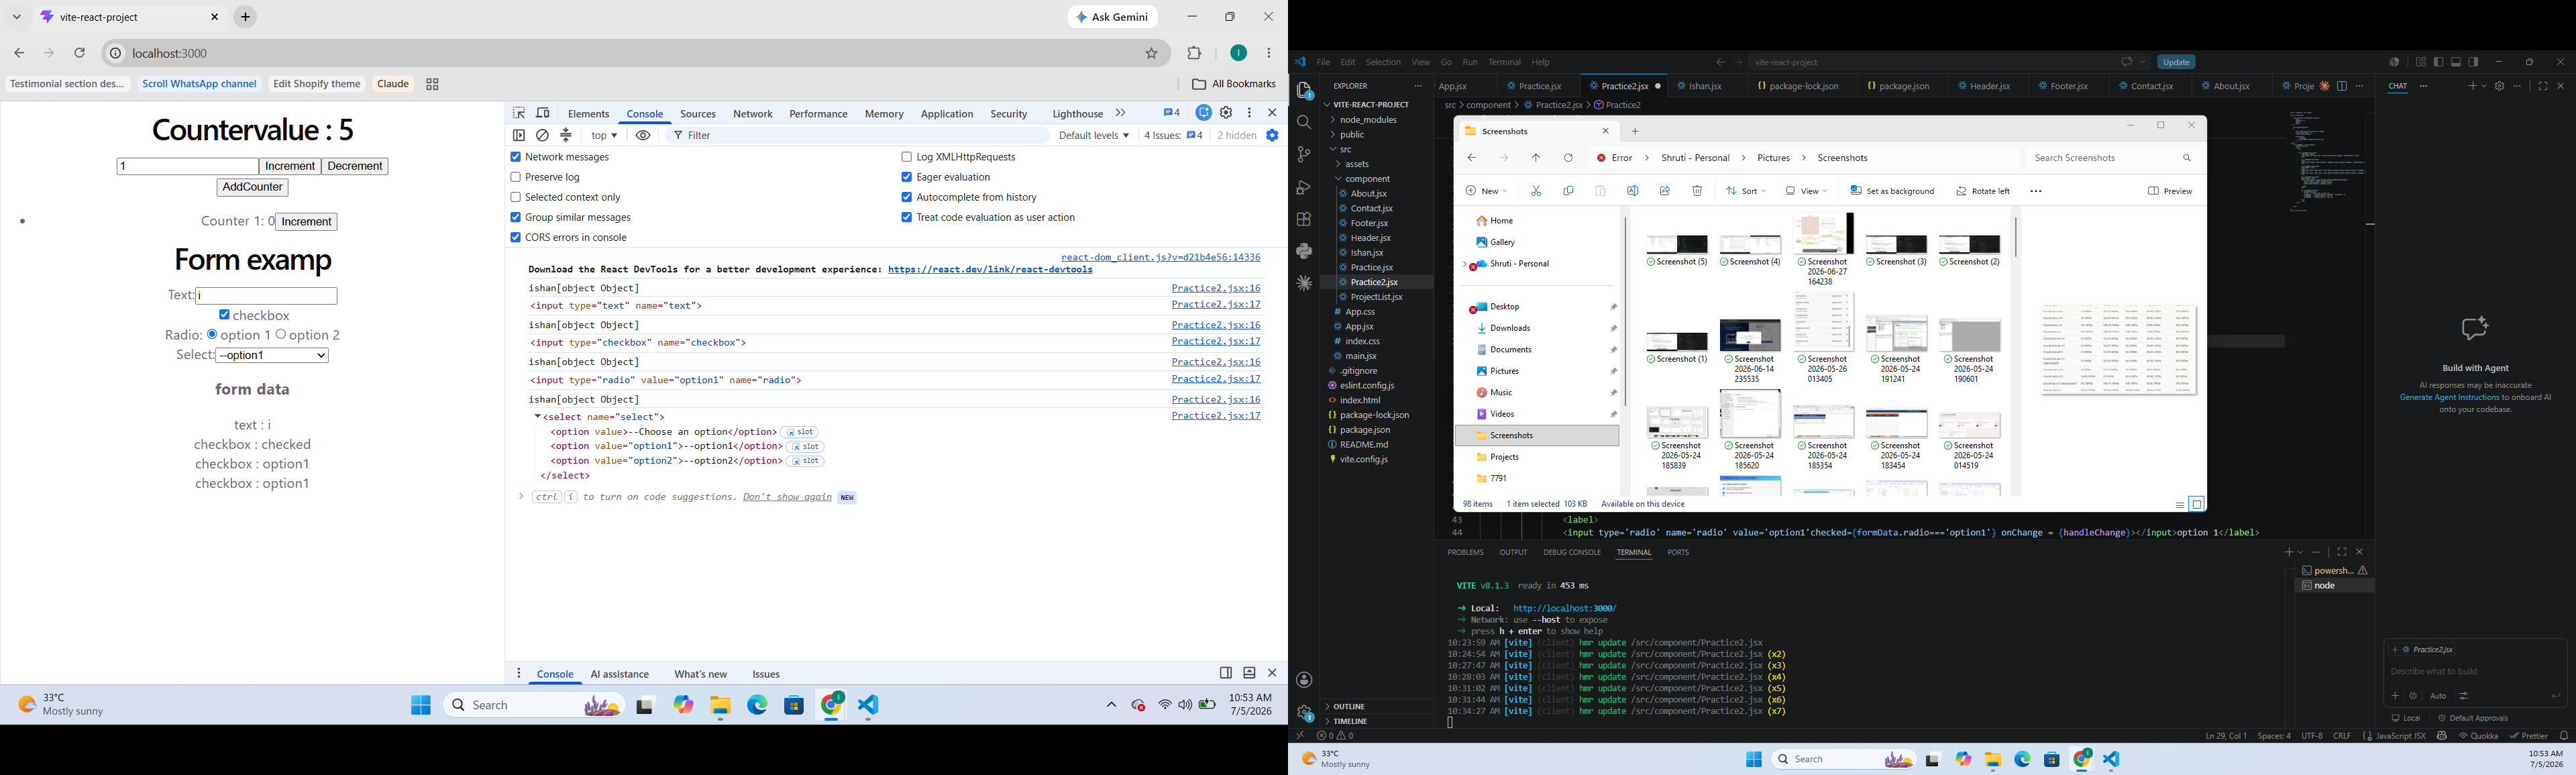 vite-react-project
Ask Gemini
localhost:3000
Testimonial section des...
Scroll WhatsApp channel
Edit Shopify theme
Claude
All Bookmarks
Countervalue : 5
1
Increment
Decrement
AddCounter
Counter 1: 0
Increment
Form examp
Text:
i
checkbox
Radio: option 1 option 2
Select:
--option1
form data
text : i
checkbox : checked
checkbox : option1
checkbox : option1
Elements
Console
Sources
Network
Performance
Memory
Application
Security
Lighthouse
4
top
Filter
Default levels
4 Issues: 4
2 hidden
Network messages
Log XMLHttpRequests
Preserve log
Eager evaluation
Selected context only
Autocomplete from history
Group similar messages
Treat code evaluation as user action
CORS errors in console
react-dom_client.js?v=d21b4e56:14336
Download the React DevTools for a better development experience: https://react.dev/link/react-devtools
ishan[object Object] Practice2.jsx:16
<input type="text" name="text"> Practice2.jsx:17
ishan[object Object] Practice2.jsx:16
<input type="checkbox" name="checkbox"> Practice2.jsx:17
ishan[object Object] Practice2.jsx:16
<input type="radio" value="option1" name="radio"> Practice2.jsx:17
ishan[object Object] Practice2.jsx:16
<select name="select"> Practice2.jsx:17
<option value>--Choose an option</option> slot
<option value="option1">--option1</option> slot
<option value="option2">--option2</option> slot
</select>
ctrl i to turn on code suggestions. Don't show again NEW
Console
AI assistance
What's new
Issues
33°C
Mostly sunny
Search
10:53 AM
7/5/2026
File Edit Selection View Go Run Terminal Help
vite-react-project
Update
EXPLORER
VITE-REACT-PROJECT
node_modules
public
src
assets
component
About.jsx
Contact.jsx
Footer.jsx
Header.jsx
Ishan.jsx
Practice.jsx
Practice2.jsx
ProjectList.jsx
App.css
App.jsx
index.css
main.jsx
.gitignore
eslint.config.js
index.html
package-lock.json
package.json
README.md
vite.config.js
OUTLINE
TIMELINE
App.jsx
Practice.jsx
Practice2.jsx
Ishan.jsx
package-lock.json
package.json
Header.jsx
Footer.jsx
Contact.jsx
About.jsx
Proje
src > component > Practice2.jsx > Practice2
Screenshots
Error > Shruti - Personal > Pictures > Screenshots
Search Screenshots
New
Sort
View
Set as background
Rotate left
Preview
Home
Gallery
Shruti - Personal
Desktop
Downloads
Documents
Pictures
Music
Videos
Screenshots
Projects
7791
Screenshot (5)
Screenshot (4)
Screenshot 2026-06-27 164238
Screenshot (3)
Screenshot (2)
Screenshot (1)
Screenshot 2026-06-14 235535
Screenshot 2026-05-26 013405
Screenshot 2026-05-24 191241
Screenshot 2026-05-24 190601
Screenshot 2026-05-24 185839
Screenshot 2026-05-24 185620
Screenshot 2026-05-24 185354
Screenshot 2026-05-24 183454
Screenshot 2026-05-24 014519
98 items
1 item selected 103 KB
Available on this device
43 <label>
44 <input type='radio' name='radio' value='option1'checked={formData.radio==='option1'} onChange = {handleChange}></input>option 1</label>
PROBLEMS
OUTPUT
DEBUG CONSOLE
TERMINAL
PORTS
VITE v8.1.3 ready in 453 ms
➜ Local: http://localhost:3000/
➜ Network: use --host to expose
➜ press h + enter to show help
10:23:59 AM [vite] (client) hmr update /src/component/Practice2.jsx
10:24:54 AM [vite] (client) hmr update /src/component/Practice2.jsx (x2)
10:27:47 AM [vite] (client) hmr update /src/component/Practice2.jsx (x3)
10:28:03 AM [vite] (client) hmr update /src/component/Practice2.jsx (x4)
10:31:02 AM [vite] (client) hmr update /src/component/Practice2.jsx (x5)
10:31:44 AM [vite] (client) hmr update /src/component/Practice2.jsx (x6)
10:34:27 AM [vite] (client) hmr update /src/component/Practice2.jsx (x7)
powersh...
node
CHAT
Build with Agent
AI responses may be inaccurate
Generate Agent Instructions to onboard AI
onto your codebase.
Practice2.jsx
Describe what to build
Auto
Local
Default Approvals
0 0
Ln 29, Col 1
Spaces: 4
UTF-8
CRLF
JavaScript JSX
Quokka
Prettier
33°C
Mostly sunny
Search
10:53 AM
7/5/2026